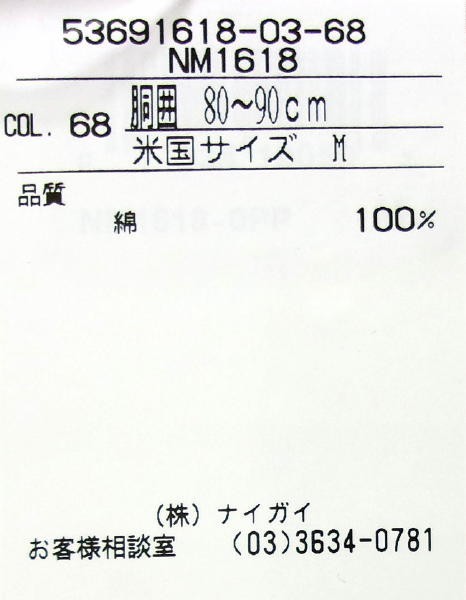 53691618-03-68
NM1618
COL. 68 胴囲 80〜90cm
米国サイズ M
品質
綿 100%
(株) ナイガイ
お客様相談室 (03)3634-0781